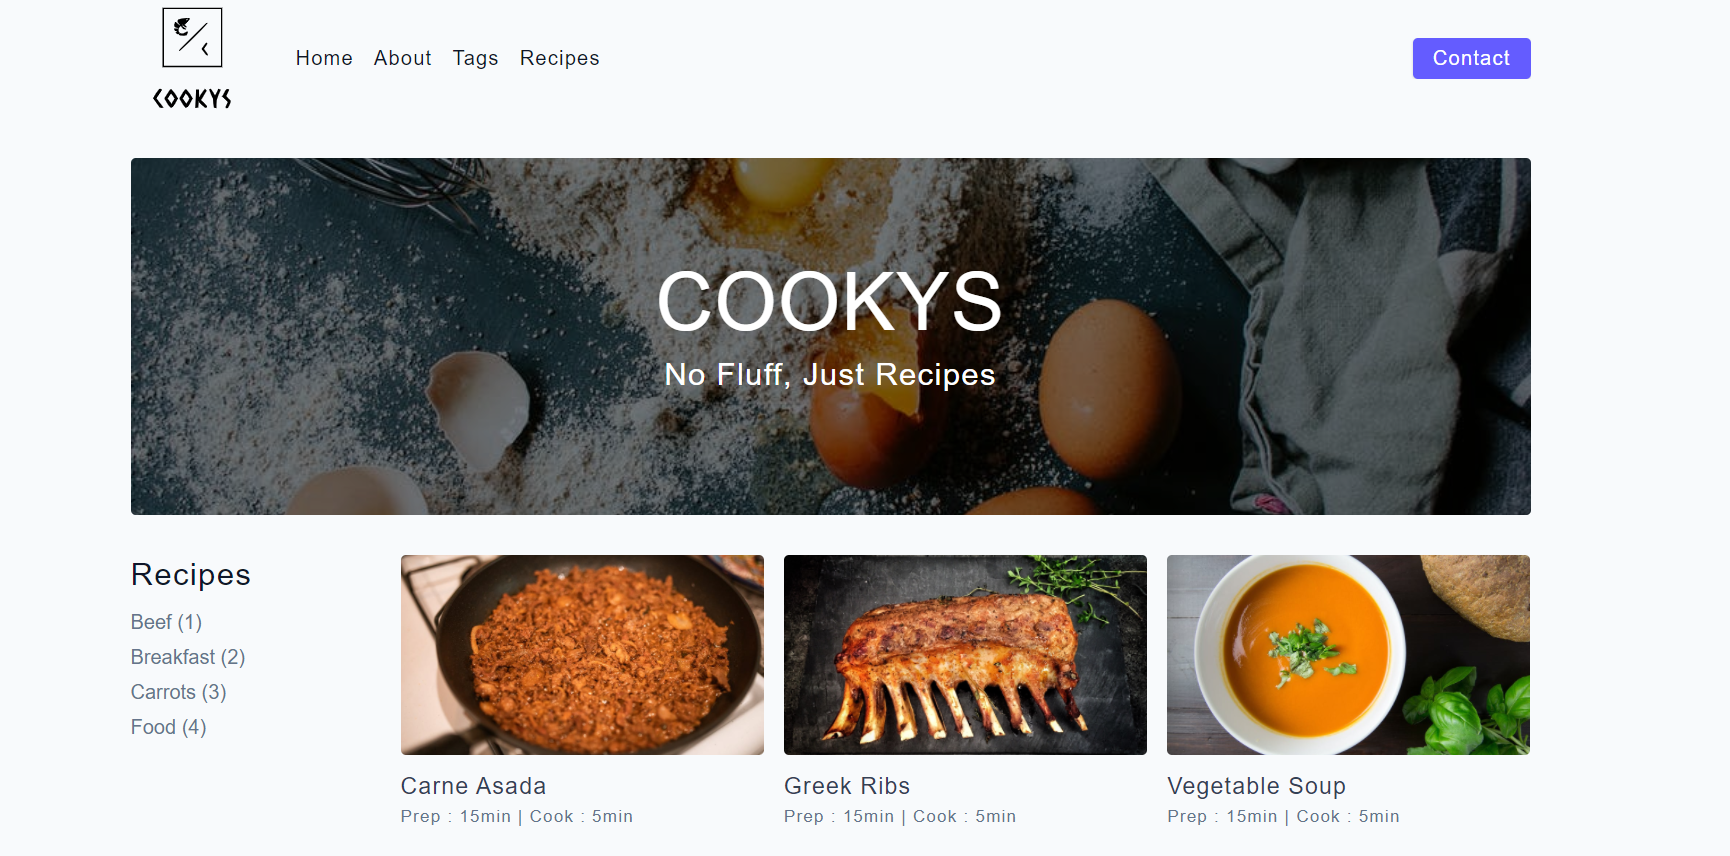 COOKYS
Home About Tags Recipes
Contact
COOKYS
No Fluff, Just Recipes
Recipes
Beef (1)
Breakfast (2)
Carrots (3)
Food (4)
Carne Asada
Prep : 15min | Cook : 5min
Greek Ribs
Prep : 15min | Cook : 5min
Vegetable Soup
Prep : 15min | Cook : 5min